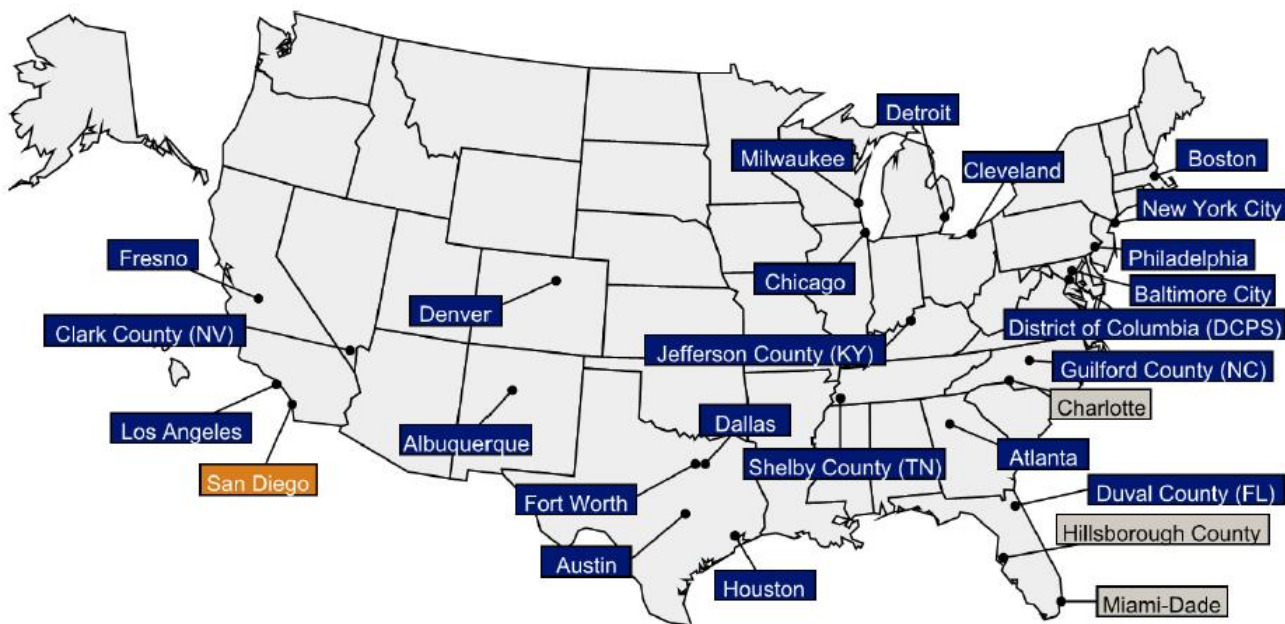 Detroit
Milwaukee
Cleveland
Boston
New York City
Fresno
Chicago
Philadelphia
Denver
Baltimore City
Clark County (NV)
District of Columbia (DCPS)
Jefferson County (KY)
Guilford County (NC)
Charlotte
Los Angeles
Albuquerque
Dallas
San Diego
Shelby County (TN)
Atlanta
Fort Worth
Duval County (FL)
Hillsborough County
Austin
Houston
Miami-Dade